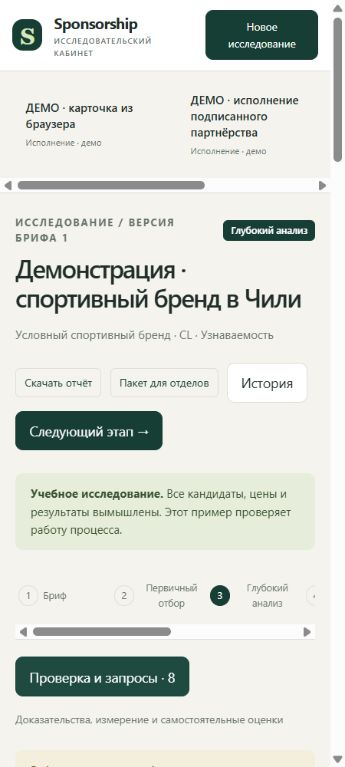 S
Sponsorship
ИССЛЕДОВАТЕЛЬСКИЙ
КАБИНЕТ
Новое
исследование
ДЕМО · карточка из
браузера
Исполнение · демо
ДЕМО · исполнение
подписанного
партнёрства
Исполнение · демо
ИССЛЕДОВАНИЕ / ВЕРСИЯ
БРИФА 1
Глубокий анализ
Демонстрация ·
спортивный бренд в Чили
Условный спортивный бренд · CL · Узнаваемость
Скачать отчёт
Пакет для отделов
История
Следующий этап →
Учебное исследование. Все кандидаты, цены и
результаты вымышлены. Этот пример проверяет
работу процесса.
1 Бриф
2 Первичный
отбор
3 Глубокий
анализ
Проверка и запросы · 8
Доказательства, измерение и самостоятельные оценки